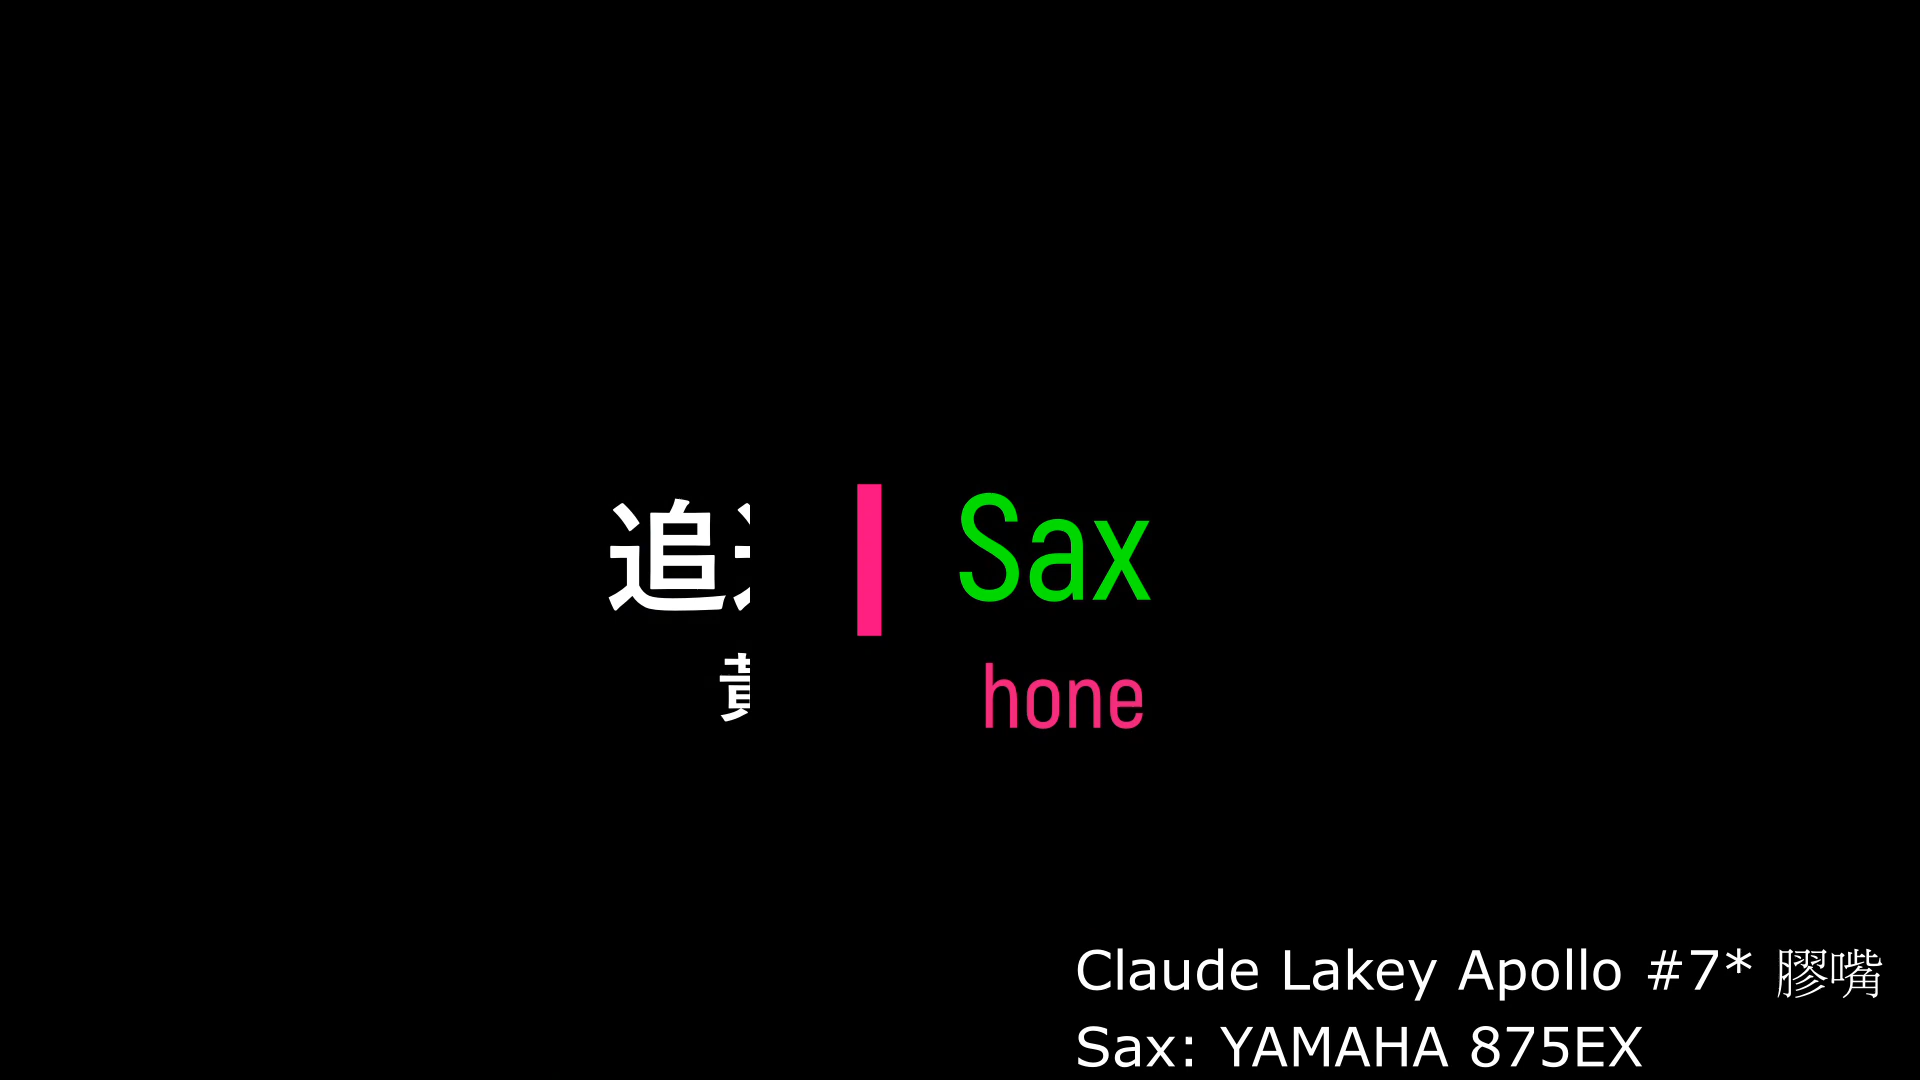 追 Sax
hone
Claude Lakey Apollo #7* 膠嘴
Sax: YAMAHA 875EX